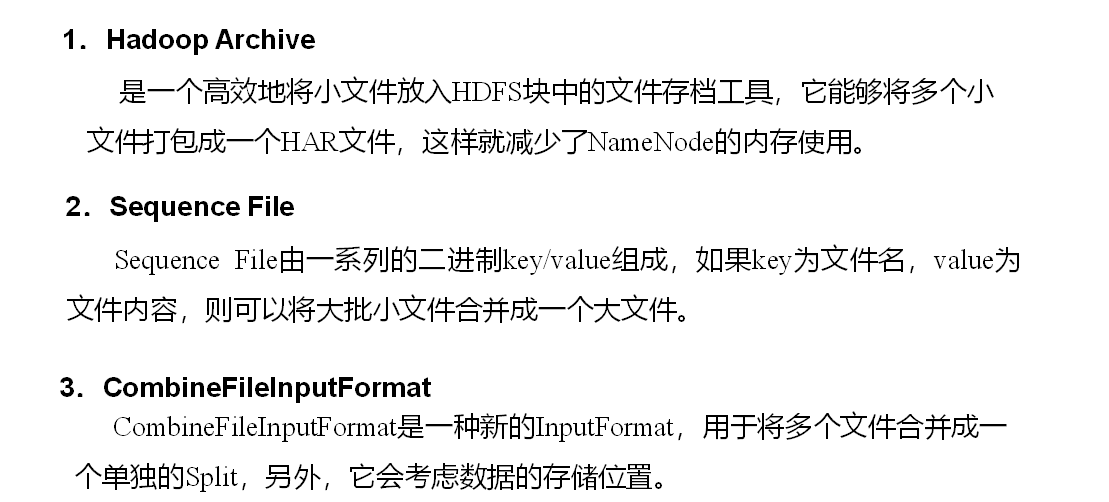 1. Hadoop Archive
是一个高效地将小文件放入HDFS块中的文件存档工具，它能够将多个小
文件打包成一个HAR文件，这样就减少了NameNode的内存使用。
2. Sequence File
Sequence File由一系列的二进制key/value组成，如果key为文件名，value为
文件内容，则可以将大批小文件合并成一个大文件。
3. CombineFileInputFormat
CombineFileInputFormat是一种新的InputFormat，用于将多个文件合并成一
个单独的Split，另外，它会考虑数据的存储位置。